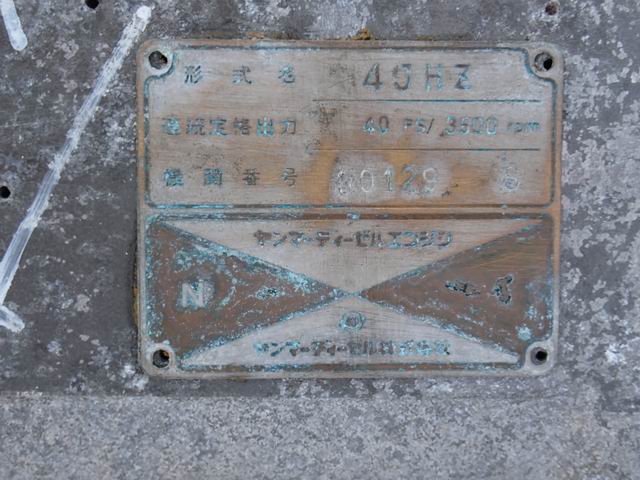 形式名 4JHZ
連続定格出力 40 PS/3500 rpm
機関番号 00129
ヤンマーディーゼルエンジン
N
ヤンマーディーゼル株式会社